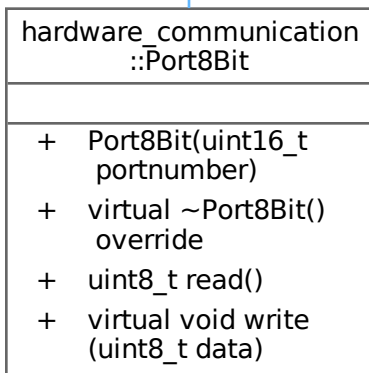 hardware_communication
::Port8Bit
+ Port8Bit(uint16_t
portnumber)
+ virtual ~Port8Bit()
override
+ uint8_t read()
+ virtual void write
(uint8_t data)